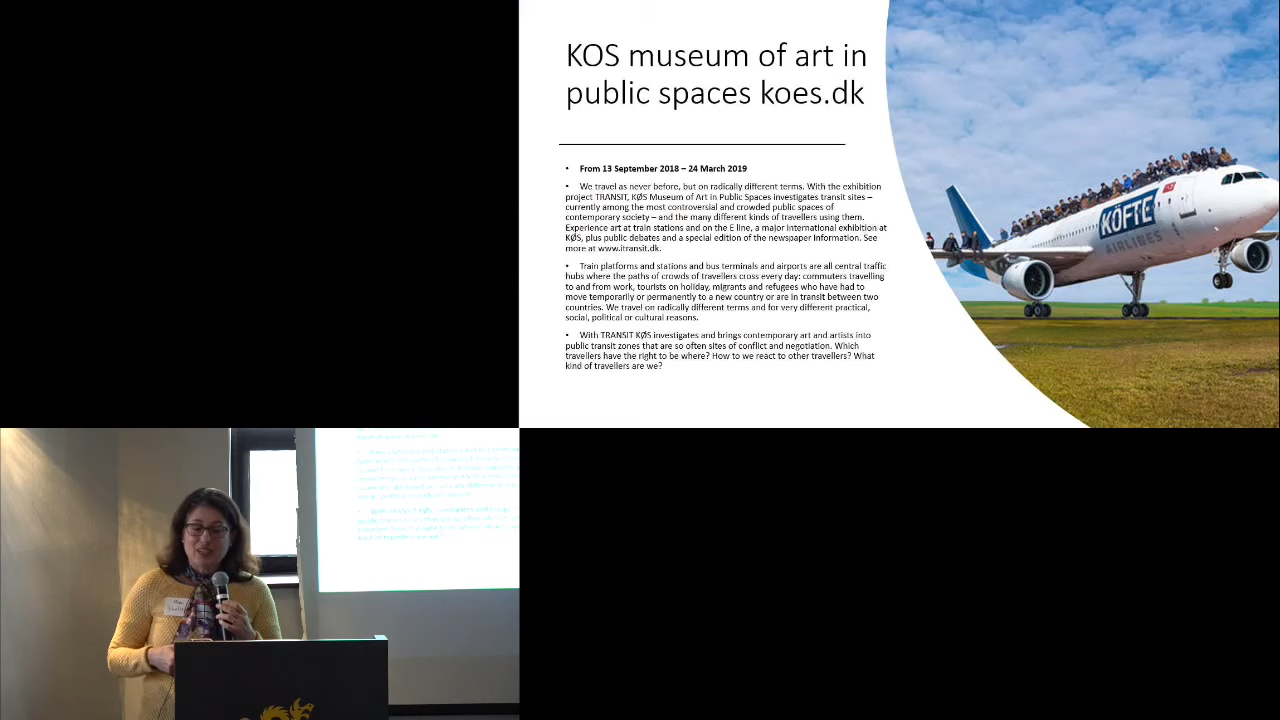 KOS museum of art in
public spaces koes.dk
• From 13 September 2018 – 24 March 2019
• We travel as never before, but on radically different terms. With the exhibition
project TRANSIT, KØS Museum of Art in Public Spaces investigates transit sites –
currently among the most controversial and crowded public spaces of
contemporary society – and the many different kinds of travellers using them.
Experience art at train stations and on the E line, a major international exhibition at
KØS, plus public debates and a special edition of the newspaper Information. See
more at www.itransit.dk.
• Train platforms and stations and bus terminals and airports are all central traffic
hubs where the paths of crowds of travellers cross every day: commuters travelling
to and from work, tourists on holiday, migrants and refugees who have had to
move temporarily or permanently to a new country or are in transit between two
countries. We travel on radically different terms and for very different practical,
social, political or cultural reasons.
• With TRANSIT KØS investigates and brings contemporary art and artists into
public transit zones that are so often sites of conflict and negotiation. Which
travellers have the right to be where? How to we react to other travellers? What
kind of travellers are we?
KÖFTE
AIRLINES